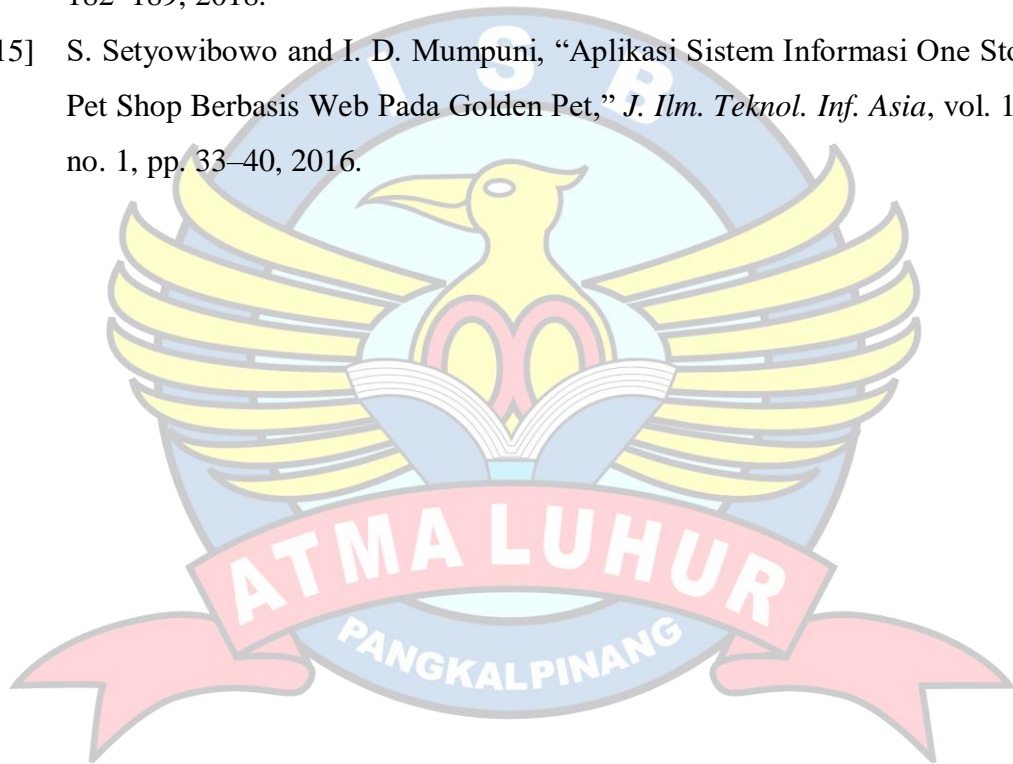 182–189, 2018.
15] S. Setyowibowo and I. D. Mumpuni, “Aplikasi Sistem Informasi One Sto
Pet Shop Berbasis Web Pada Golden Pet,” J. Ilm. Teknol. Inf. Asia, vol. 1
no. 1, pp. 33–40, 2016.
I S B
ATMA LUHUR
PANGKALPINANG